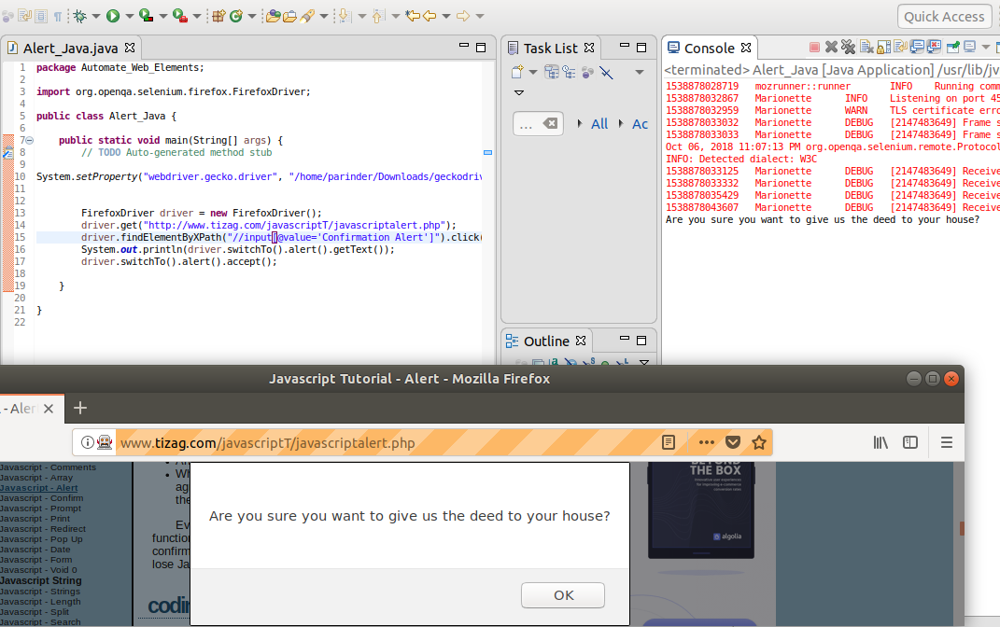 Quick Access
Alert_Java.java
1 package Automate_Web_Elements;
2
3 import org.openqa.selenium.firefox.FirefoxDriver;
4
5 public class Alert_Java {
6
7 public static void main(String[] args) {
8 // TODO Auto-generated method stub
9
10 System.setProperty("webdriver.gecko.driver", "/home/parinder/Downloads/geckodriv
11
12
13 FirefoxDriver driver = new FirefoxDriver();
14 driver.get("http://www.tizag.com/javascriptT/javascriptalert.php");
15 driver.findElementByXPath("//input[@value='Confirmation Alert']").click(
16 System.out.println(driver.switchTo().alert().getText());
17 driver.switchTo().alert().accept();
18
19 }
20
21 }
22
Task List
... All Ac
Outline
Console
<terminated> Alert_Java [Java Application] /usr/lib/jv
1538878028719 mozrunner::runner INFO Running comm
1538878032867 Marionette INFO Listening on port 45
1538878032959 Marionette WARN TLS certificate erro
1538878033032 Marionette DEBUG [2147483649] Frame s
1538878033033 Marionette DEBUG [2147483649] Frame s
Oct 06, 2018 11:07:13 PM org.openqa.selenium.remote.Protocol
INFO: Detected dialect: W3C
1538878033125 Marionette DEBUG [2147483649] Receive
1538878033332 Marionette DEBUG [2147483649] Receive
1538878035429 Marionette DEBUG [2147483649] Receive
1538878043607 Marionette DEBUG [2147483649] Receive
Are you sure you want to give us the deed to your house?
Javascript Tutorial - Alert - Mozilla Firefox
- Aler
www.tizag.com/javascriptT/javascriptalert.php
Javascript - Comments
Javascript - Array
Javascript - Alert
Javascript - Confirm
Javascript - Prompt
Javascript - Print
Javascript - Redirect
Javascript - Pop Up
Javascript - Date
Javascript - Form
Javascript - Void 0
Javascript String
Javascript - Strings
Javascript - Length
Javascript - Split
Javascript - Search
Wh
ag
the
Ev
function
confirm
lose Ja
codin
Are you sure you want to give us the deed to your house?
OK
BEYOND
THE BOX
algolia